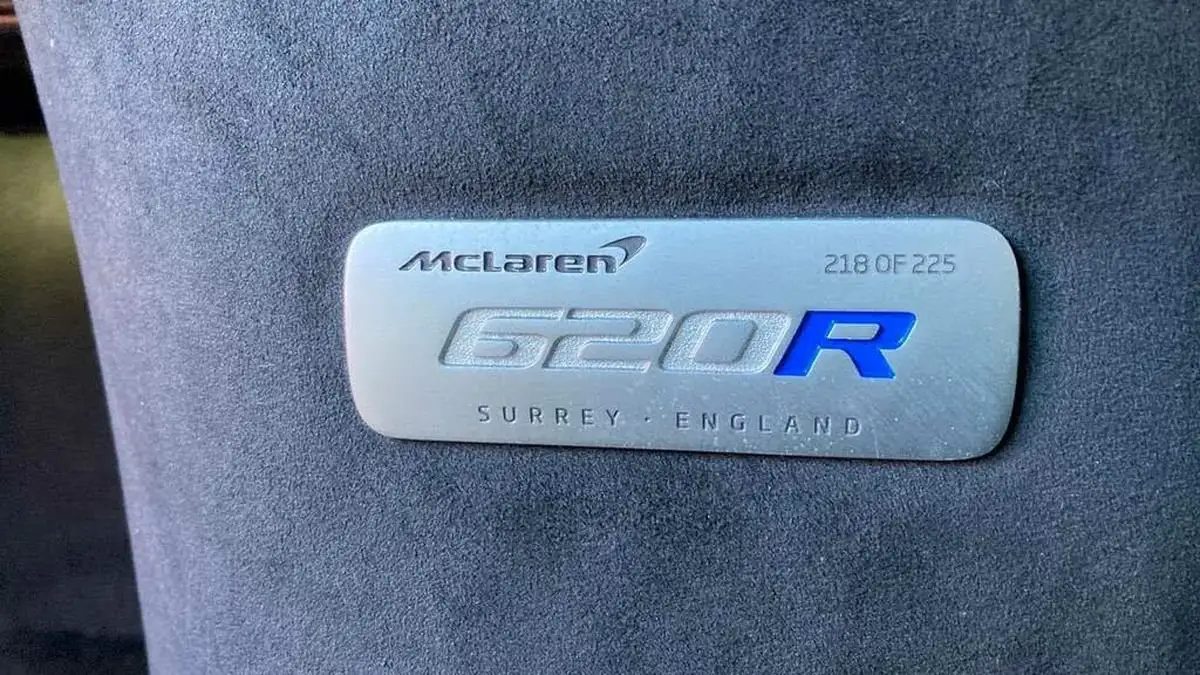 McLaren
218 OF 225
620R
SURREY · ENGLAND